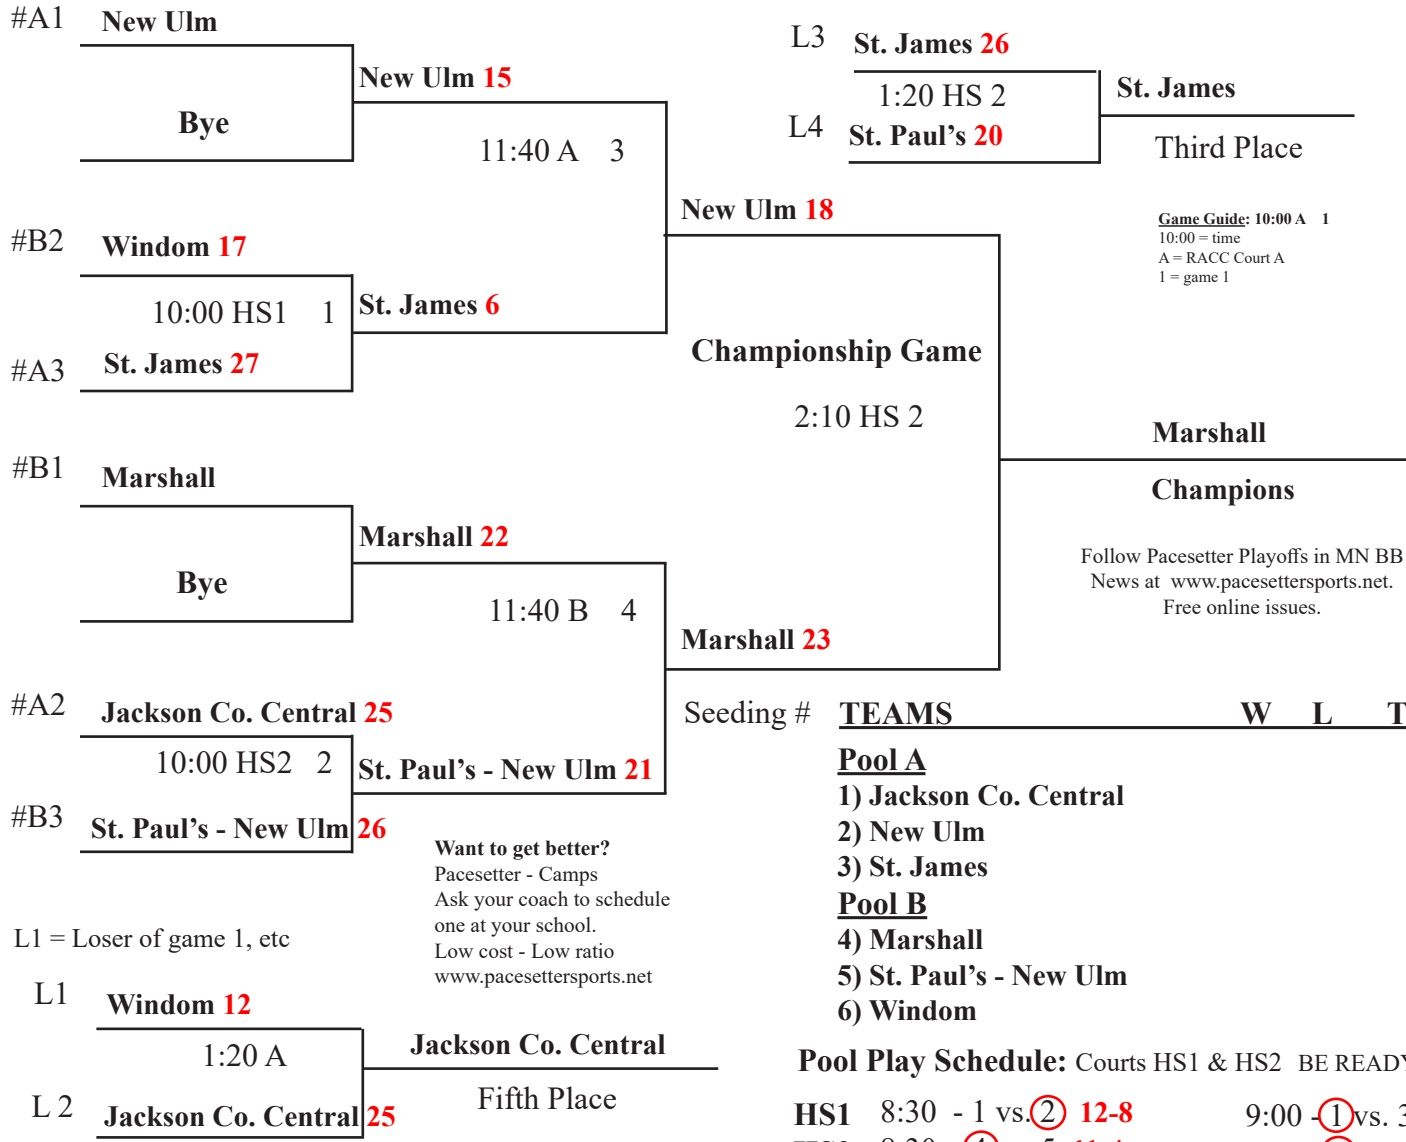 #A1 New Ulm
New Ulm 15
Bye
11:40 A 3
#B2 Windom 17
10:00 HS1 1
St. James 6
#A3 St. James 27
New Ulm 18
Championship Game
2:10 HS 2
#B1 Marshall
Marshall 22
Bye
11:40 B 4
Marshall 23
#A2 Jackson Co. Central 25
10:00 HS2 2
St. Paul's - New Ulm 21
#B3 St. Paul's - New Ulm 26
L3 St. James 26
1:20 HS 2
L4 St. Paul's 20
St. James
Third Place
Game Guide: 10:00 A 1
10:00 = time
A = RACC Court A
1 = game 1
Marshall
Champions
Follow Pacesetter Playoffs in MN BB
News at www.pacesettersports.net.
Free online issues.
Want to get better?
Pacesetter - Camps
Ask your coach to schedule
one at your school.
Low cost - Low ratio
www.pacesettersports.net
L1 = Loser of game 1, etc
L1 Windom 12
1:20 A
L 2 Jackson Co. Central 25
Jackson Co. Central
Fifth Place
Seeding # TEAMS W L T
Pool A
1) Jackson Co. Central
2) New Ulm
3) St. James
Pool B
4) Marshall
5) St. Paul's - New Ulm
6) Windom
Pool Play Schedule: Courts HS1 & HS2 BE READY
HS1 8:30 - 1 vs. 2 12-8 9:00 - 1 vs. 3